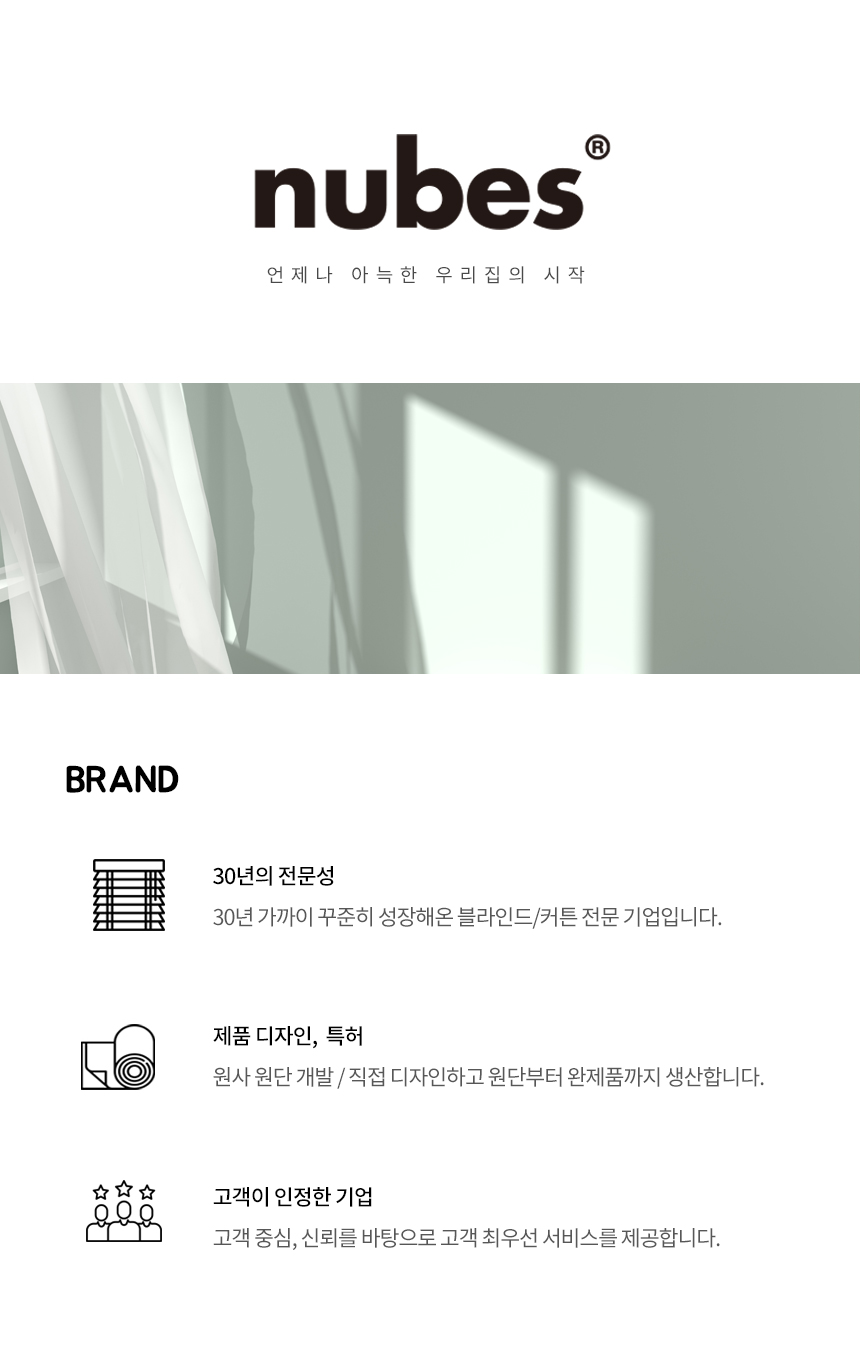 nubes®
언제나 아늑한 우리집의 시작
BRAND
30년의 전문성
30년 가까이 꾸준히 성장해온 블라인드/커튼 전문 기업입니다.
제품 디자인, 특허
원사 원단 개발 / 직접 디자인하고 원단부터 완제품까지 생산합니다.
고객이 인정한 기업
고객 중심, 신뢰를 바탕으로 고객 최우선 서비스를 제공합니다.